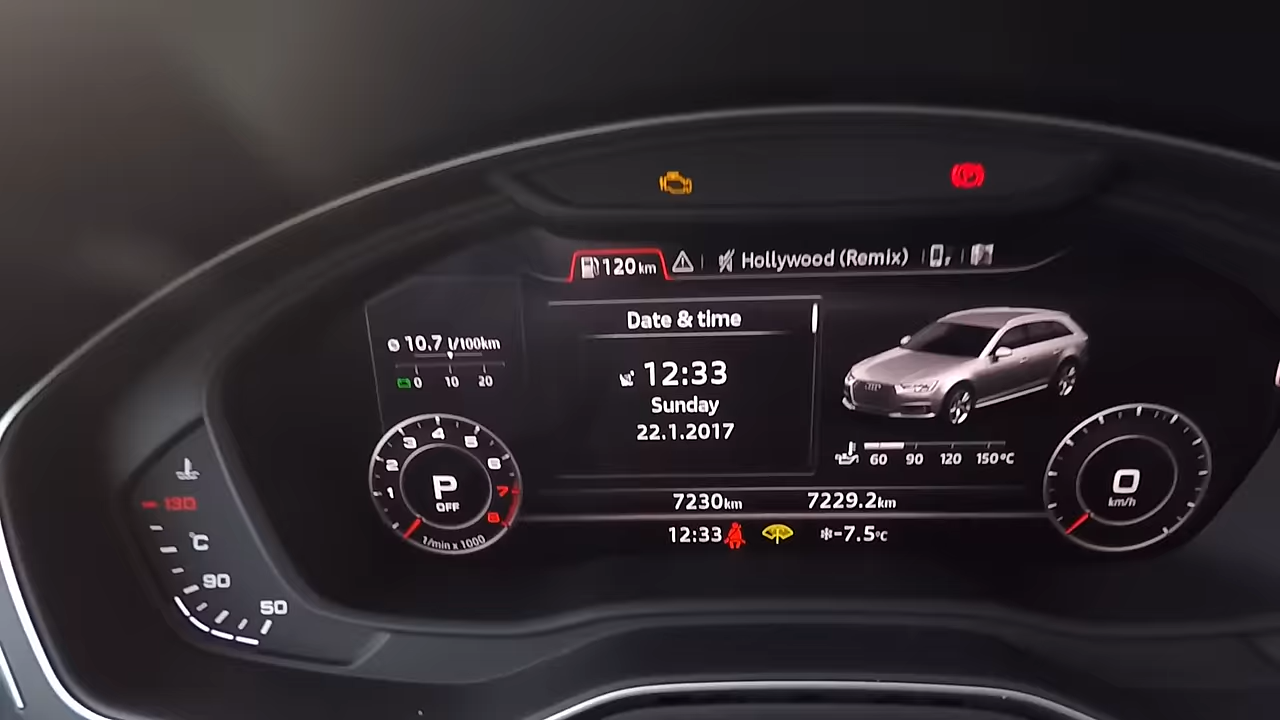 120 km
Hollywood (Remix)
Date & time
12:33
Sunday
22.1.2017
10.7 l/100km
0 10 20
1 2 3 4 5 6 7 8
P
OFF
1/min x 1000
60 90 120 150°C
0
km/h
7230km 7229.2km
12:33 -7.5°C
130
°C
90
50